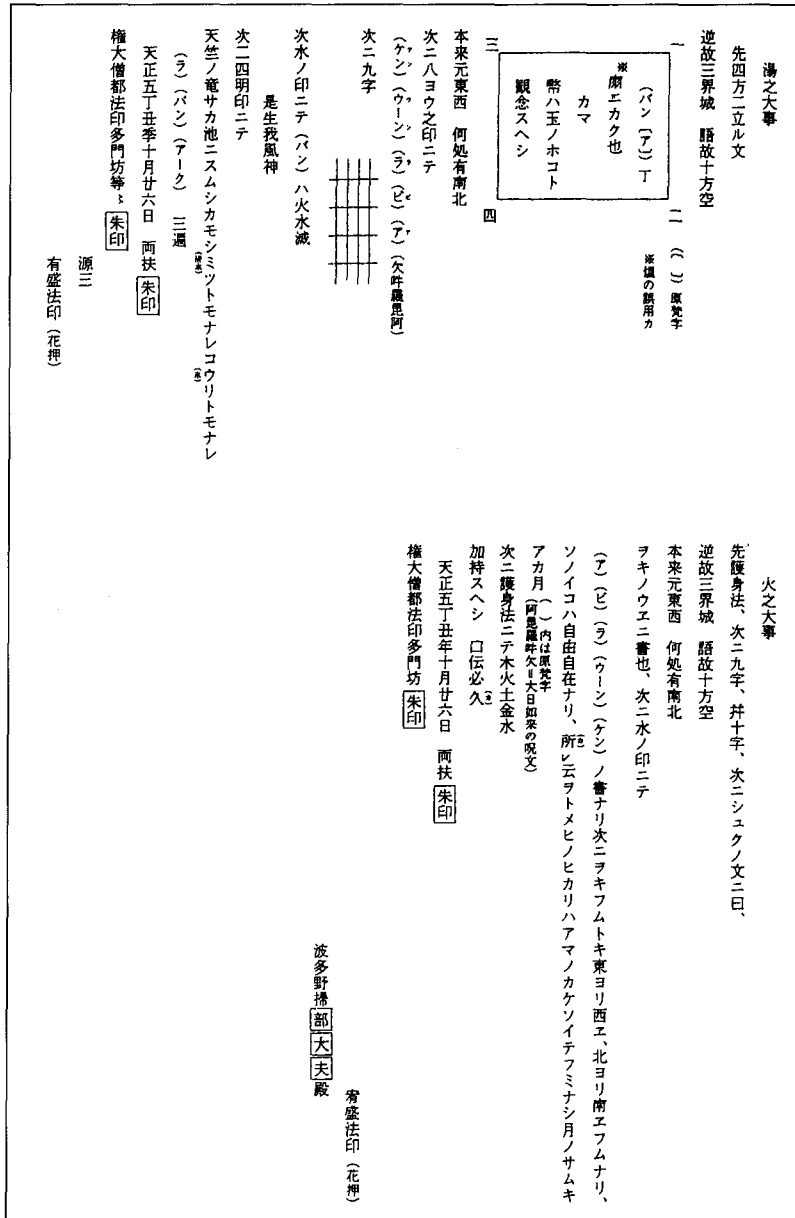 湯之大事
先四方ニ立ル文
逆故三界城　語故十方空
一
二
三
四
（バン〔ア〕）丁
※廟ニカク也
カマ
幣ハ玉ノホコト
観念スヘシ
（　）原梵字
※爐の誤用カ
本来元東西　何処有南北
次ニ八ヨウ之印ニテ
（ケン）（ウーン）（ラ）（ビ）（ア）（欠吽羅毘阿）
次ニ九字
次水ノ印ニテ（バン）ハ火水滅
是生我風神
次ニ四明印ニテ
天竺ノ竜サカ池ニスムシカモシミツトモナレコウリトモナレ
（ラ）（バン）（アーク）　三遍
天正五丁丑季十月廿六日　両扶 朱印
権大僧都法印多門坊等〻 朱印
源三
有盛法印（花押）
火之大事
先護身法、次ニ九字、幷十字、次ニシュクノ文ニ曰、
逆故三界城　語故十方空
本来元東西　何処有南北
ヲキノウヱニ書也、次ニ水ノ印ニテ
（ア）（ビ）（ラ）（ウーン）（ケン）ノ書ナリ次ニヲキフムトキ東ヨリ西ヱ、北ヨリ南ヱフムナリ、
ソノイコハ自由自在ナリ、所レ云ヲトメヒノヒカリハアマノカケソイテフミナシ月ノサムキ
アカ月（（　）内は原梵字
阿毘羅吽欠＝大日如来の呪文）
次ニ護身法ニテ木火土金水
加持スヘシ　口伝必久
天正五丁丑年十月廿六日　両扶 朱印
権大僧都法印多門坊 朱印
宥盛法印（花押）
波多野掃部大夫殿